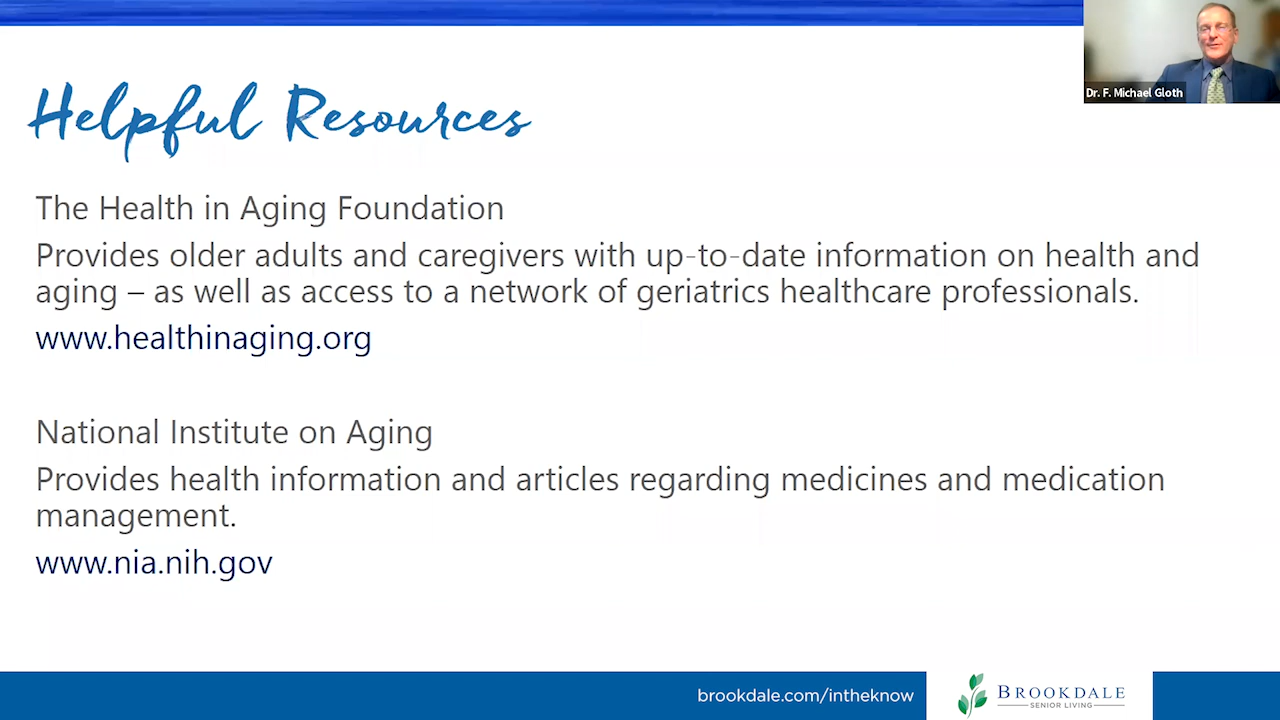 Dr. F. Michael Gloth
Helpful Resources
The Health in Aging Foundation
Provides older adults and caregivers with up-to-date information on health and
aging – as well as access to a network of geriatrics healthcare professionals.
www.healthinaging.org
National Institute on Aging
Provides health information and articles regarding medicines and medication
management.
www.nia.nih.gov
brookdale.com/intheknow
BROOKDALE
SENIOR LIVING